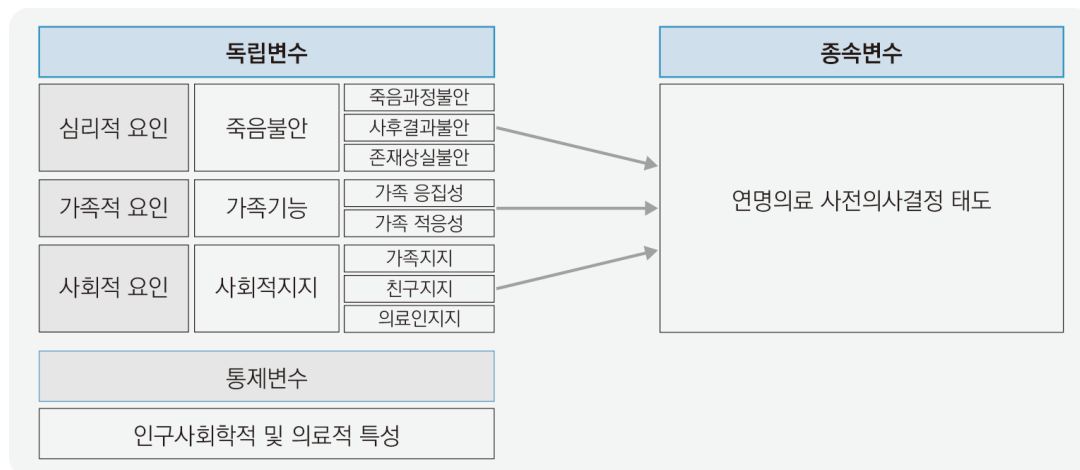 독립변수
종속변수
심리적 요인
죽음불안
죽음과정불안
사후결과불안
존재상실불안
가족적 요인
가족기능
가족 응집성
가족 적응성
사회적 요인
사회적지지
가족지지
친구지지
의료인지지
연명의료 사전의사결정 태도
통제변수
인구사회학적 및 의료적 특성